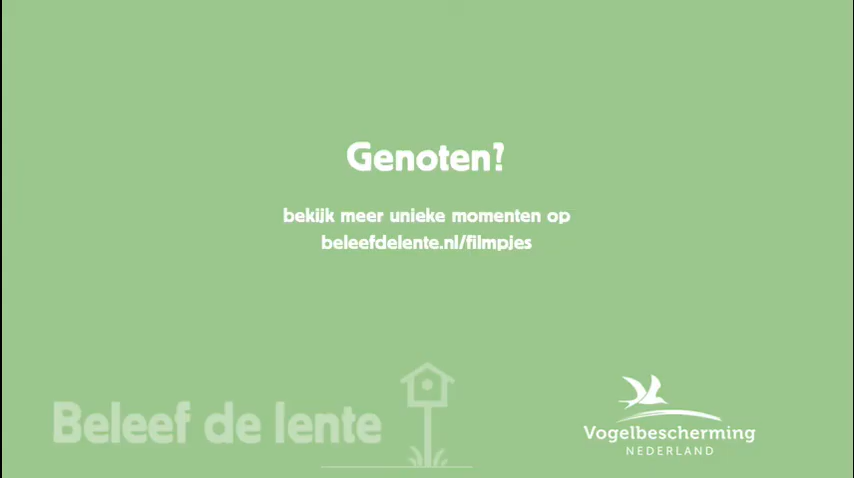 Genoten?
bekijk meer unieke momenten op
beleefdelente.nl/filmpjes
Beleef de lente
Vogelbescherming
NEDERLAND